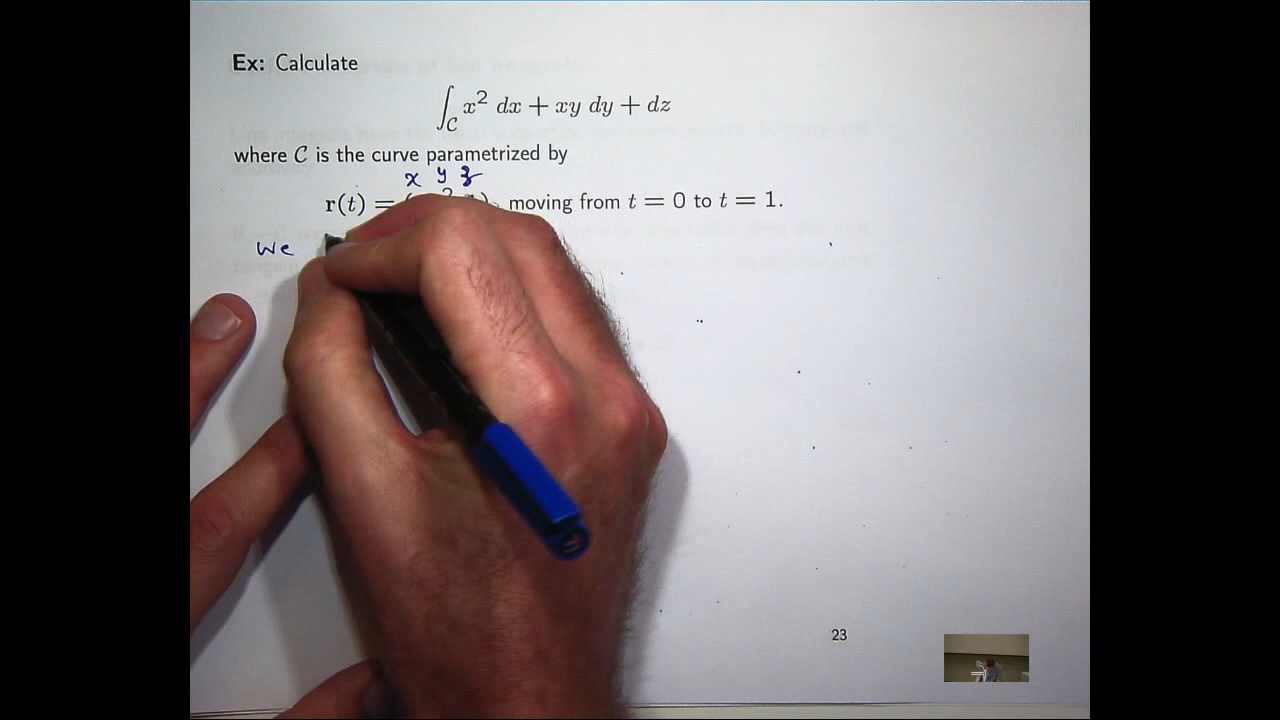 Ex: Calculate
∫_C x² dx + xy dy + dz
where C is the curve parametrized by
x y z
r(t) = ( 2 ), moving from t = 0 to t = 1.
We
23